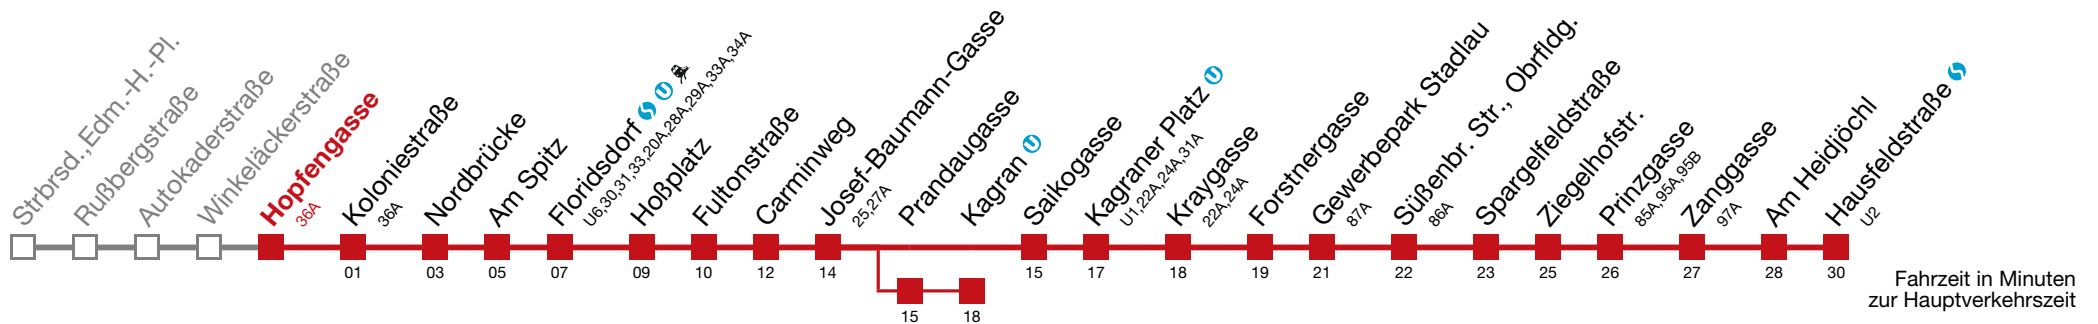 Strbrsd., Edm.-H.-Pl.
Rußbergstraße
Autokaderstraße
Winkeläckerstraße
Hopfengasse
36A
Koloniestraße
36A
Nordbrücke
Am Spitz
Floridsdorf S U
U6,30,31,33,20A,28A,29A,33A,34A
Hoßplatz
Fultonstraße
Carminweg
Josef-Baumann-Gasse
25,27A
Prandaugasse
Kagran U
Saikogasse
Kagraner Platz U
U1,22A,24A,31A
Kraygasse
22A,24A
Forstnergasse
Gewerbepark Stadlau
87A
Süßenbr. Str., Obrfldg.
86A
Spargelfeldstraße
Ziegelhofstr.
Prinzgasse
85A,95A,95B
Zanggasse
97A
Am Heidjöchl
Hausfeldstraße S
U2
01 03 05 07 09 10 12 14 15 17 18 19 21 22 23 25 26 27 28 30
15 18
Fahrzeit in Minuten
zur Hauptverkehrszeit